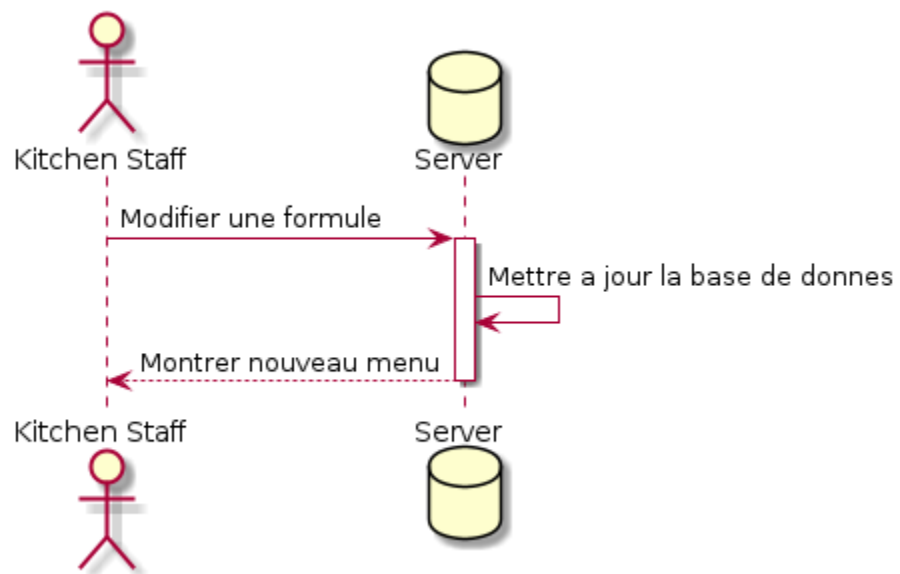 Kitchen Staff
Server
Modifier une formule
Mettre a jour la base de donnes
Montrer nouveau menu
Kitchen Staff
Server